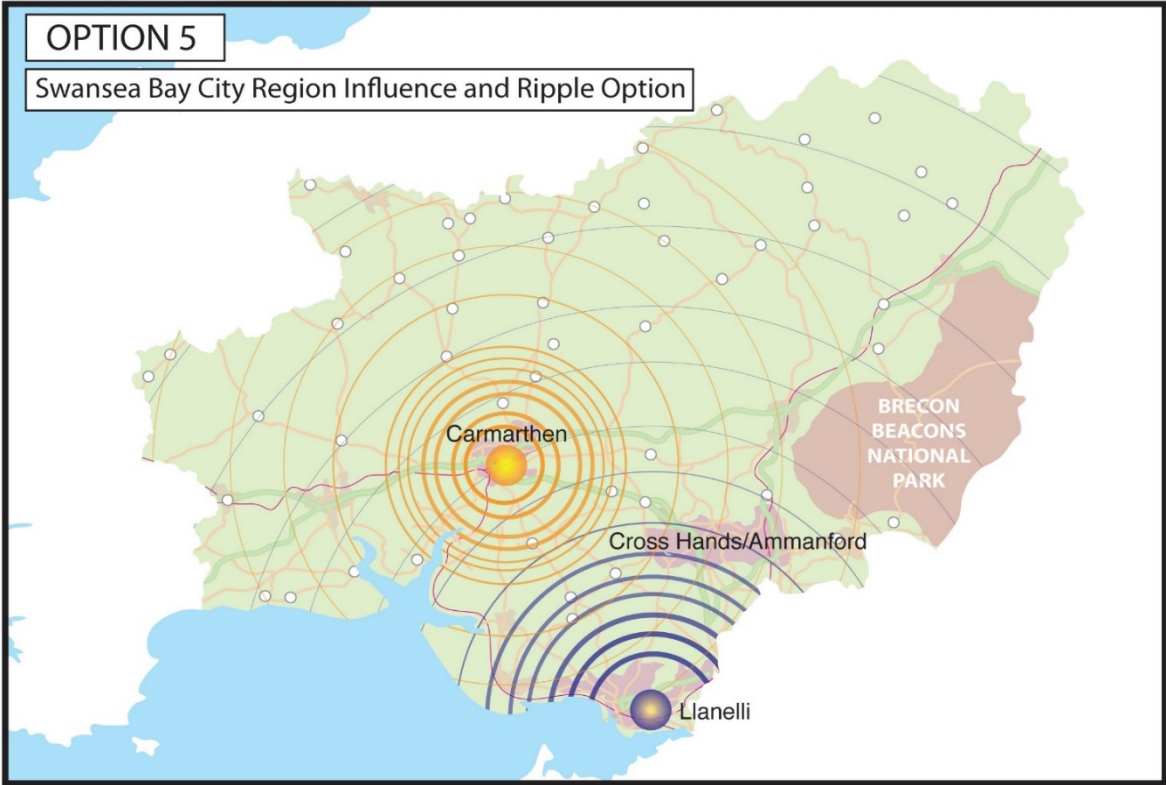 OPTION 5
Swansea Bay City Region Influence and Ripple Option
BRECON
BEACONS
NATIONAL
PARK
Carmarthen
Cross Hands/Ammanford
Llanelli